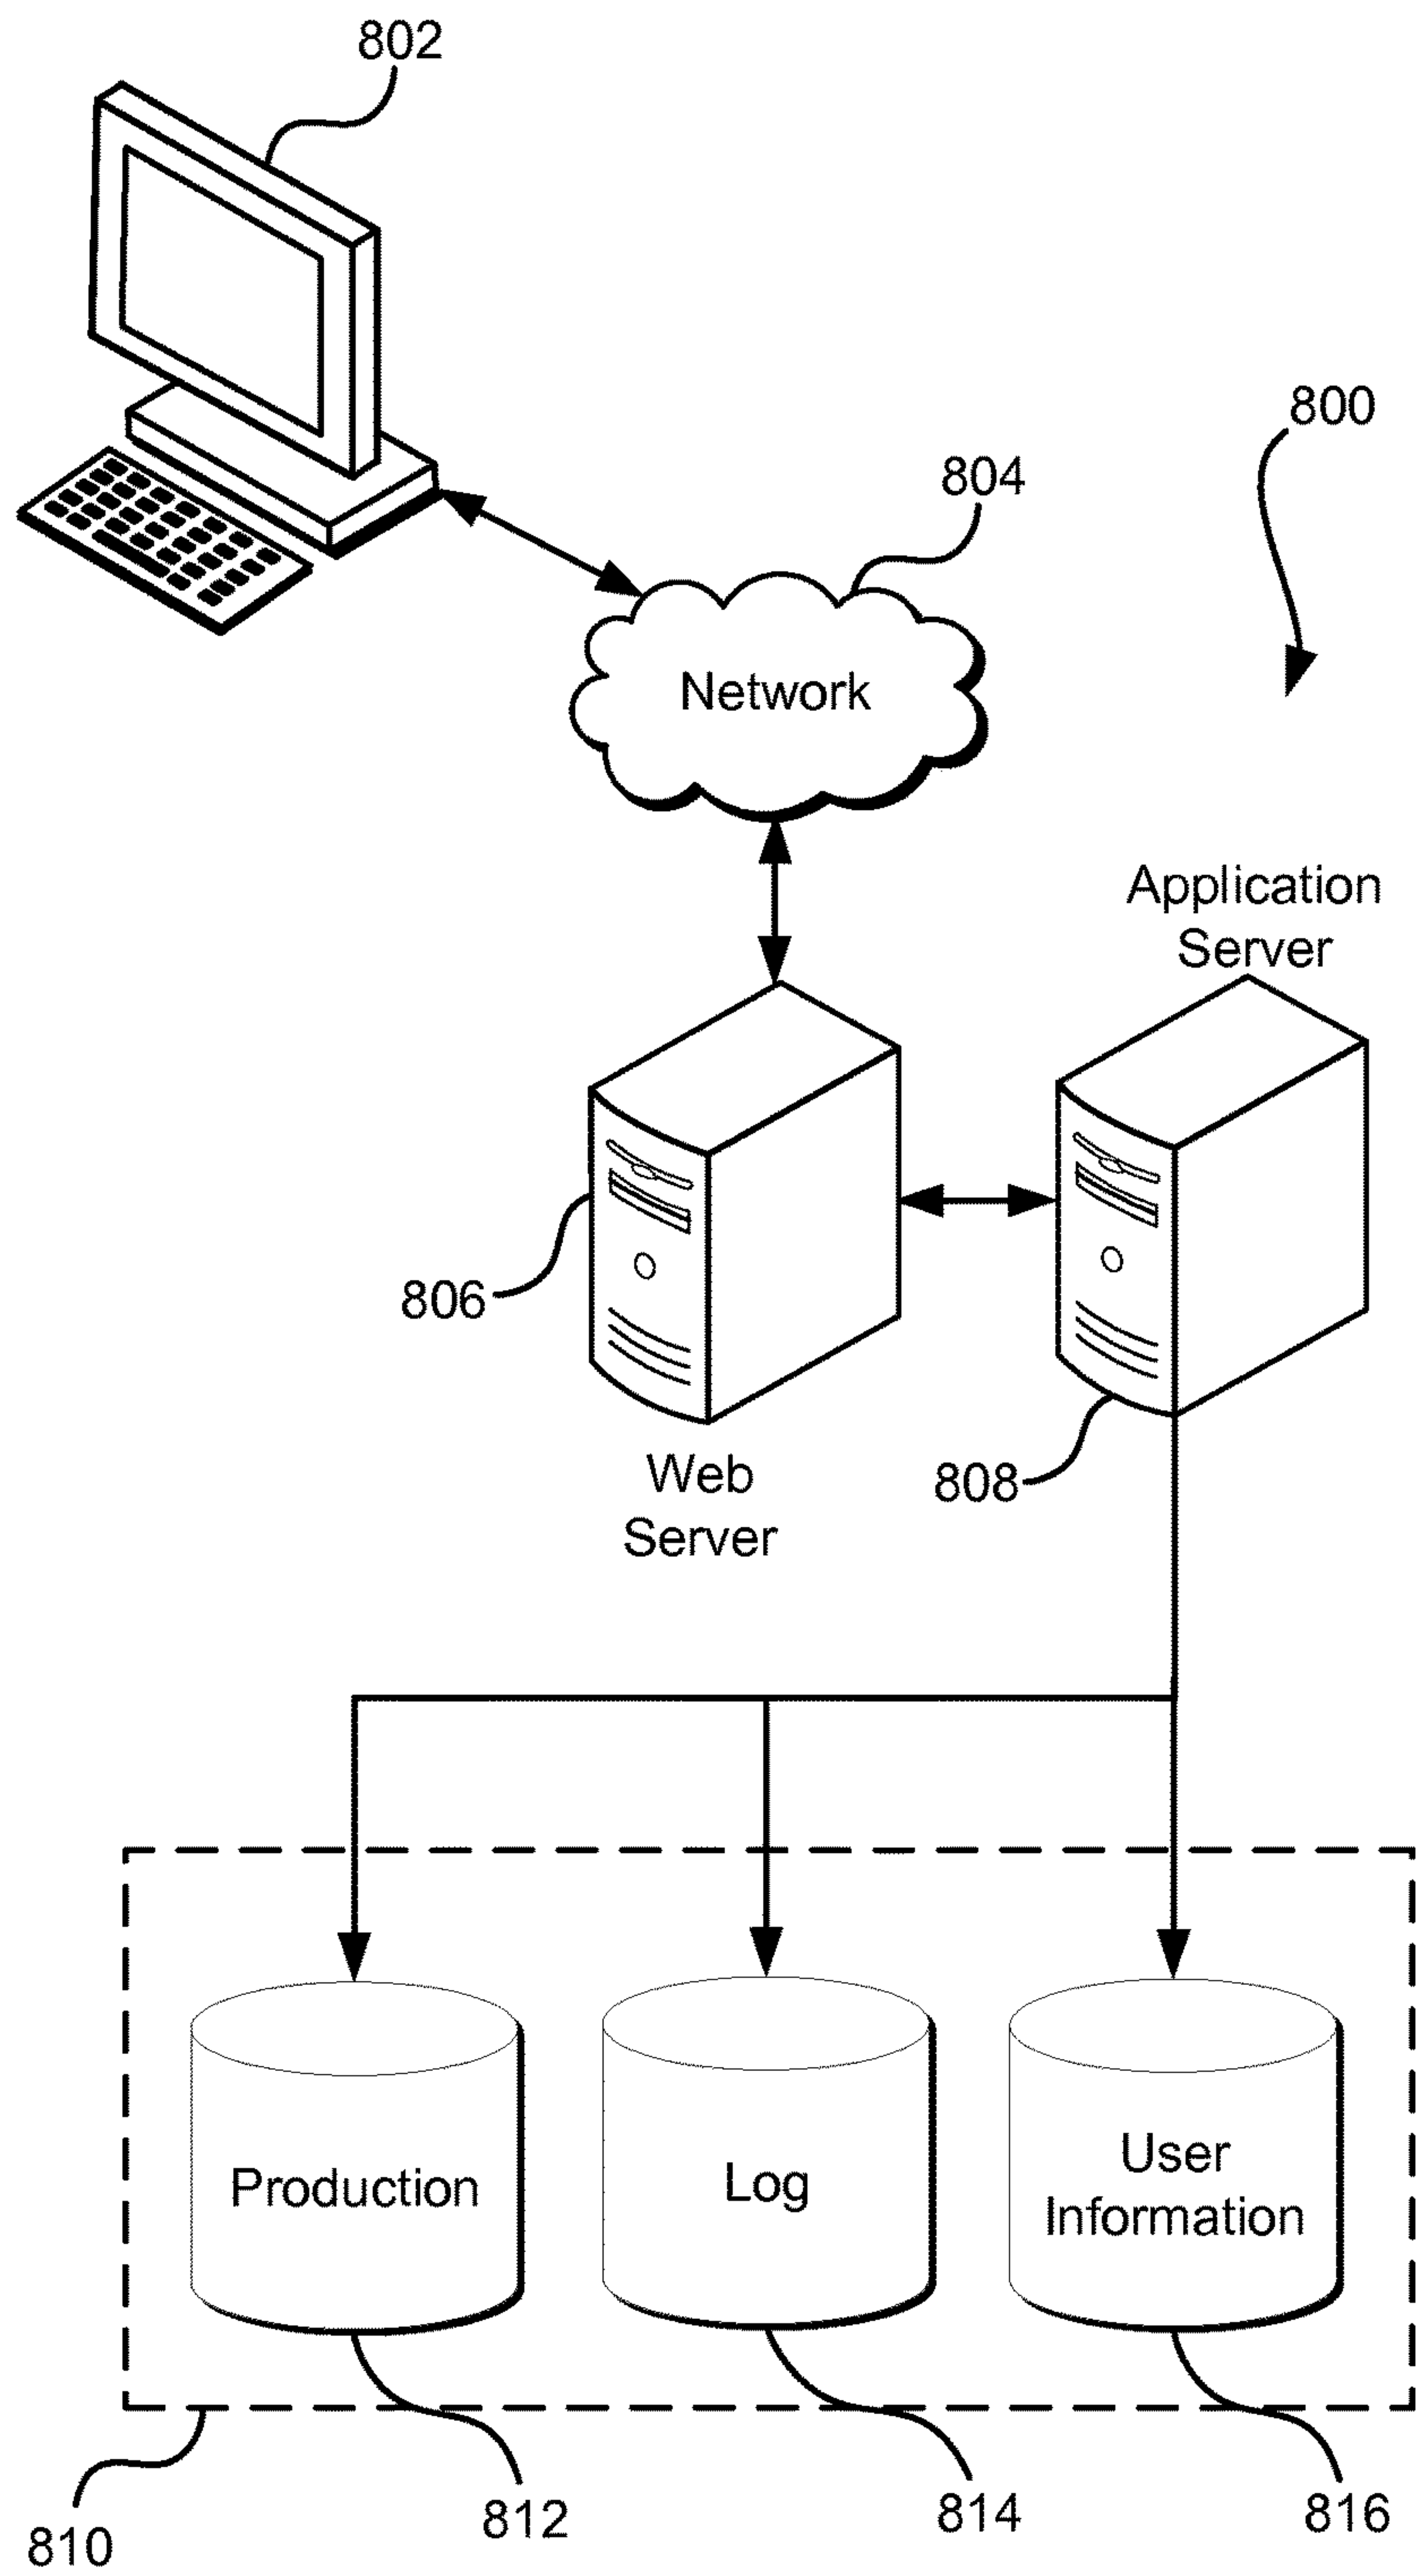 802
800
804
Network
Application
Server
806
Web
Server
808
Production
Log
User
Information
810
812
814
816